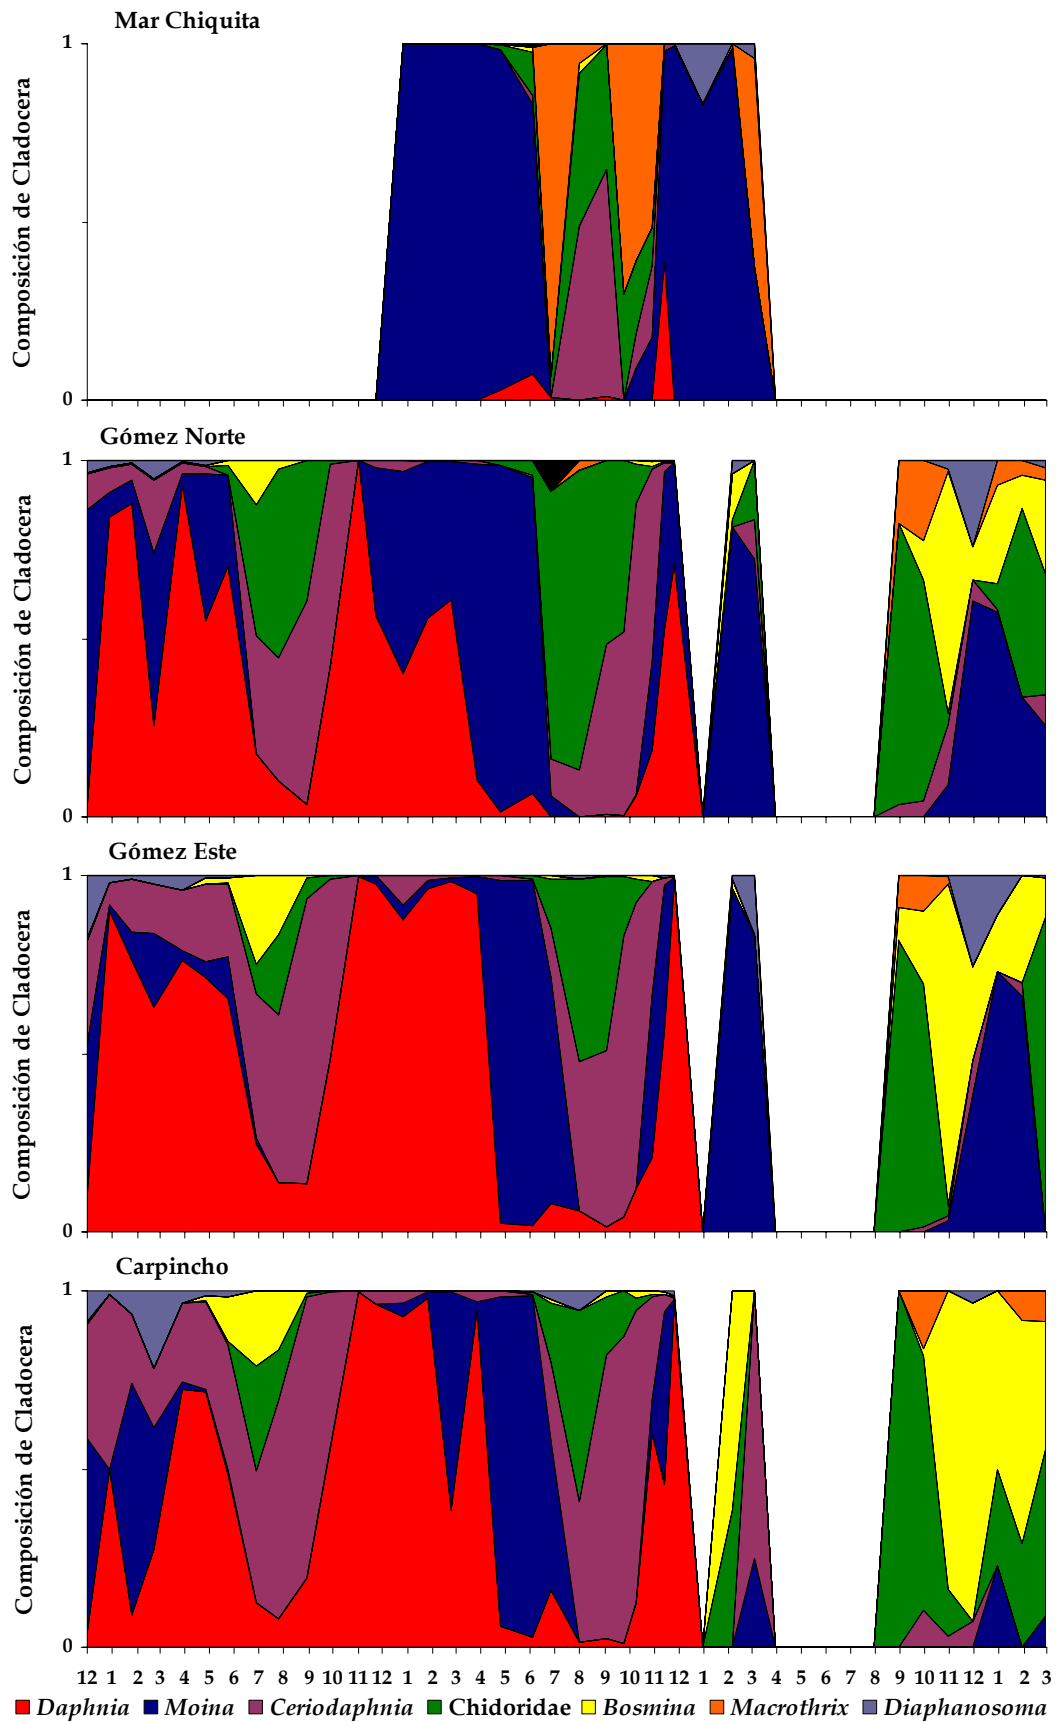 Mar Chiquita
1
Composición de Cladocera
0
Gómez Norte
1
Composición de Cladocera
0
Gómez Este
1
Composición de Cladocera
0
Carpincho
1
Composición de Cladocera
0
12 1 2 3 4 5 6 7 8 9 10 11 12 1 2 3 4 5 6 7 8 9 10 11 12 1 2 3 4 5 6 7 8 9 10 11 12 1 2 3
Daphnia Moina Ceriodaphnia Chidoridae Bosmina Macrothrix Diaphanosoma